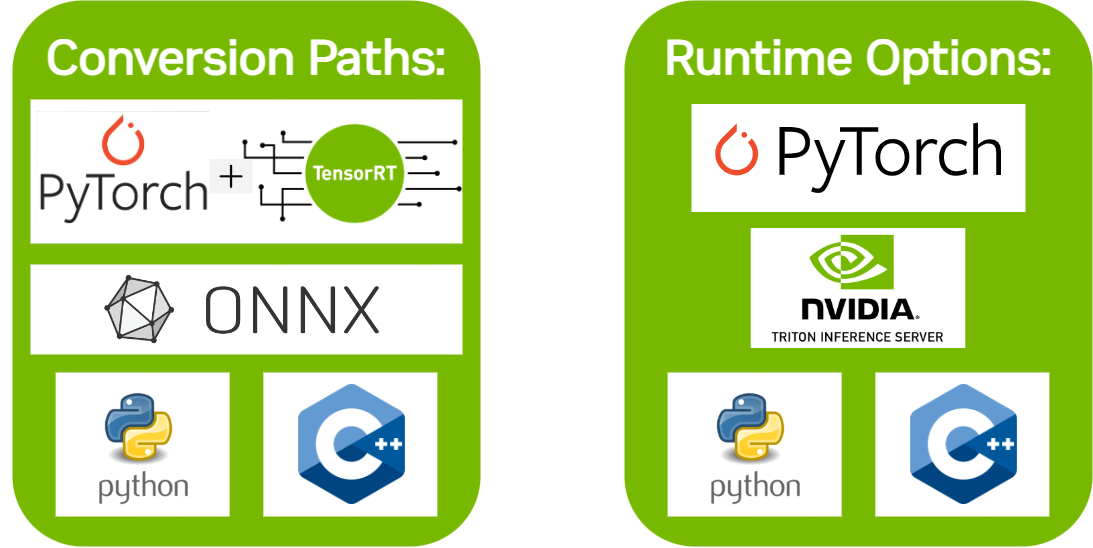 Conversion Paths:
PyTorch
+
TensorRT
ONNX
python
C++
Runtime Options:
PyTorch
NVIDIA.
TRITON INFERENCE SERVER
python
C++